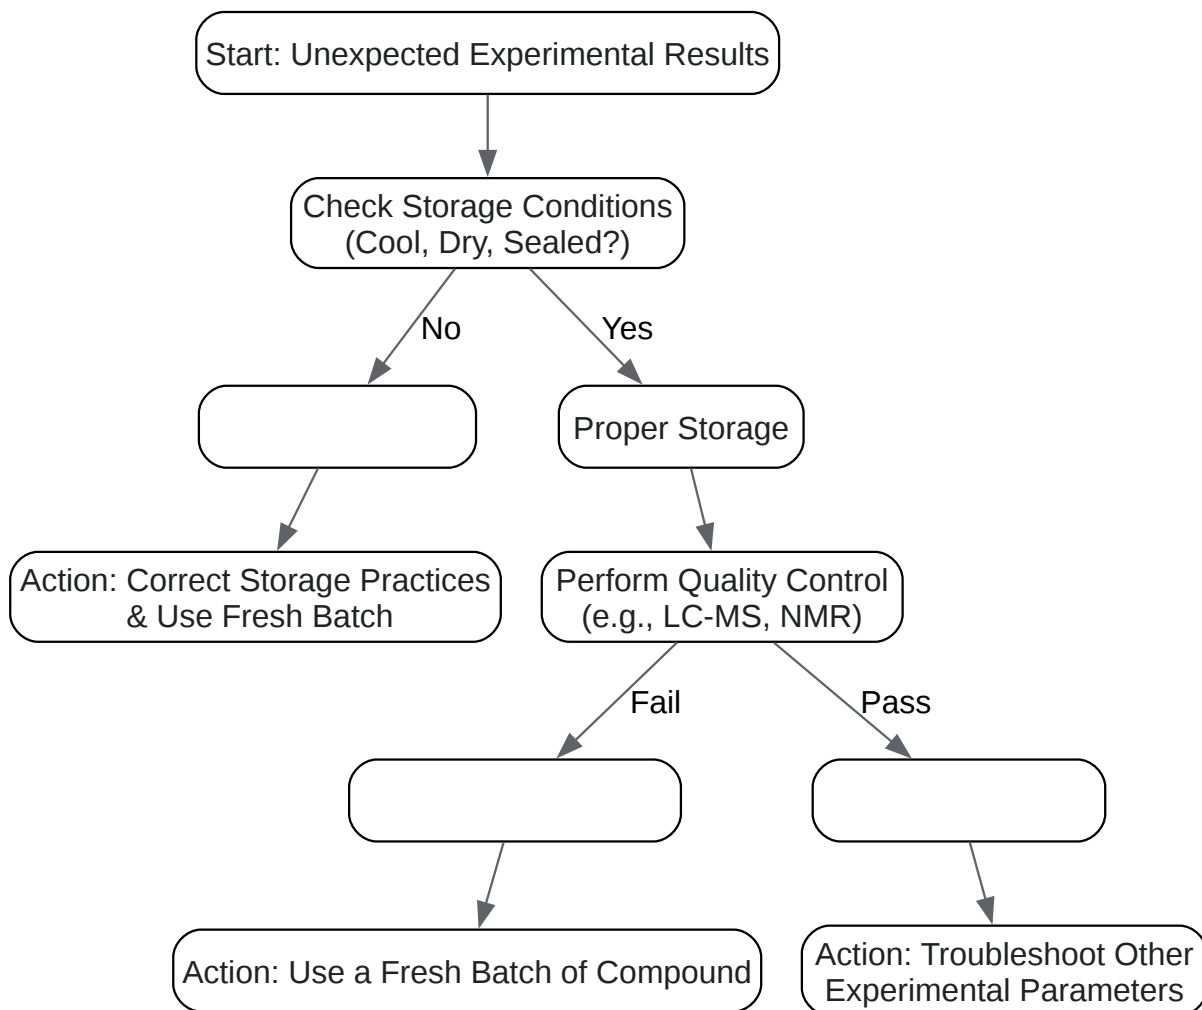 Start: Unexpected Experimental Results
Check Storage Conditions
(Cool, Dry, Sealed?)
No
Yes
Proper Storage
Action: Correct Storage Practices
& Use Fresh Batch
Perform Quality Control
(e.g., LC-MS, NMR)
Fail
Pass
Action: Use a Fresh Batch of Compound
Action: Troubleshoot Other
Experimental Parameters